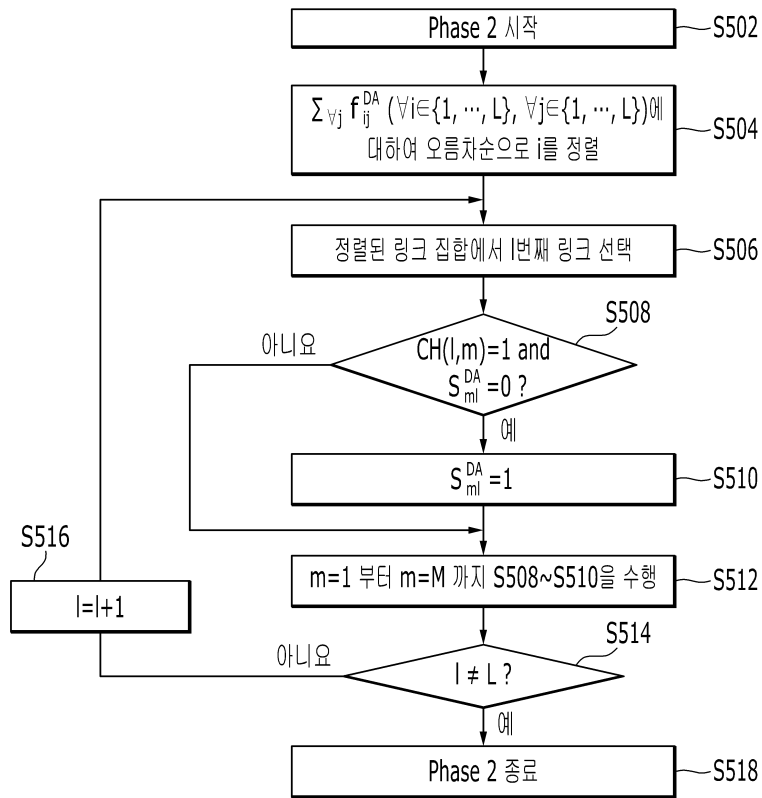 Phase 2 시작
S502
∑∀j f ij DA (∀i∈{1, ⋯, L}, ∀j∈{1, ⋯, L})에
대하여 오름차순으로 i를 정렬
S504
정렬된 링크 집합에서 l번째 링크 선택
S506
S508
아니요
CH(l,m)=1 and
S ml DA =0 ?
예
S ml DA =1
S510
S516
m=1 부터 m=M 까지 S508~S510을 수행
S512
l=l+1
S514
아니요
l ≠ L ?
예
Phase 2 종료
S518